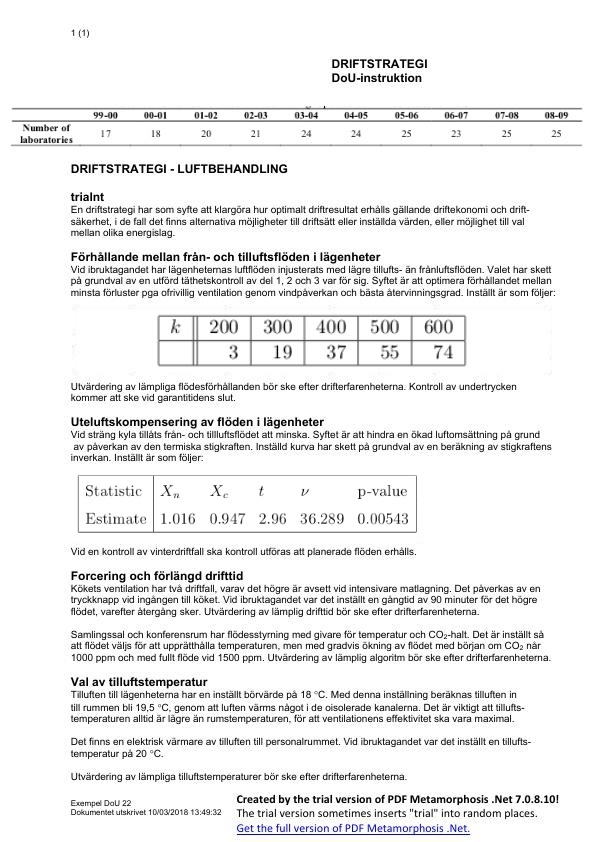 1 (1)
DRIFTSTRATEGI
DoU-instruktion
99-00 00-01 01-02 02-03 03-04 04-05 05-06 06-07 07-08 08-09
Number of laboratories 17 18 20 21 24 24 25 23 25 25
DRIFTSTRATEGI - LUFTBEHANDLING
trialnt
En driftstrategi har som syfte att klargöra hur optimalt driftresultat erhålls gällande driftekonomi och drift-
säkerhet, i de fall det finns alternativa möjligheter till driftsätt eller inställda värden, eller möjlighet till val
mellan olika energislag.
Förhållande mellan från- och tilluftsflöden i lägenheter
Vid ibruktagandet har lägenheternas luftflöden injusterats med lägre tillufts- än frånluftsflöden. Valet har skett
på grundval av en utförd täthetskontroll av del 1, 2 och 3 var för sig. Syftet är att optimera förhållandet mellan
minsta förluster pga ofrivillig ventilation genom vindpåverkan och bästa återvinningsgrad. Inställt är som följer:
k 200 300 400 500 600
3 19 37 55 74
Utvärdering av lämpliga flödesförhållanden bör ske efter drifterfarenheterna. Kontroll av undertrycken
kommer att ske vid garantitidens slut.
Uteluftskompensering av flöden i lägenheter
Vid sträng kyla tillåts från- och tillluftsflödet att minska. Syftet är att hindra en ökad luftomsättning på grund
av påverkan av den termiska stigkraften. Inställd kurva har skett på grundval av en beräkning av stigkraftens
inverkan. Inställt är som följer:
Statistic Xn Xc t ν p-value
Estimate 1.016 0.947 2.96 36.289 0.00543
Vid en kontroll av vinterdriftfall ska kontroll utföras att planerade flöden erhålls.
Forcering och förlängd drifttid
Kökets ventilation har två driftfall, varav det högre är avsett vid intensivare matlagning. Det påverkas av en
tryckknapp vid ingången till köket. Vid ibruktagandet var det inställt en gångtid av 90 minuter för det högre
flödet, varefter återgång sker. Utvärdering av lämplig drifttid bör ske efter drifterfarenheterna.
Samlingssal och konferensrum har flödesstyrning med givare för temperatur och CO₂-halt. Det är inställt så
att flödet väljs för att upprätthålla temperaturen, men med gradvis ökning av flödet med början om CO₂ når
1000 ppm och med fullt flöde vid 1500 ppm. Utvärdering av lämplig algoritm bör ske efter drifterfarenheterna.
Val av tilluftstemperatur
Tilluften till lägenheterna har en inställt börvärde på 18 °C. Med denna inställning beräknas tilluften in
till rummen bli 19,5 °C, genom att luften värms något i de oisolerade kanalerna. Det är viktigt att tillufts-
temperaturen alltid är lägre än rumstemperaturen, för att ventilationens effektivitet ska vara maximal.
Det finns en elektrisk värmare av tilluften till personalrummet. Vid ibruktagandet var det inställt en tillufts-
temperatur på 20 °C.
Utvärdering av lämpliga tilluftstemperaturer bör ske efter drifterfarenheterna.
Exempel DoU 22
Dokumentet utskrivet 10/03/2018 13:49:32
Created by the trial version of PDF Metamorphosis .Net 7.0.8.10!
The trial version sometimes inserts "trial" into random places.
Get the full version of PDF Metamorphosis .Net.